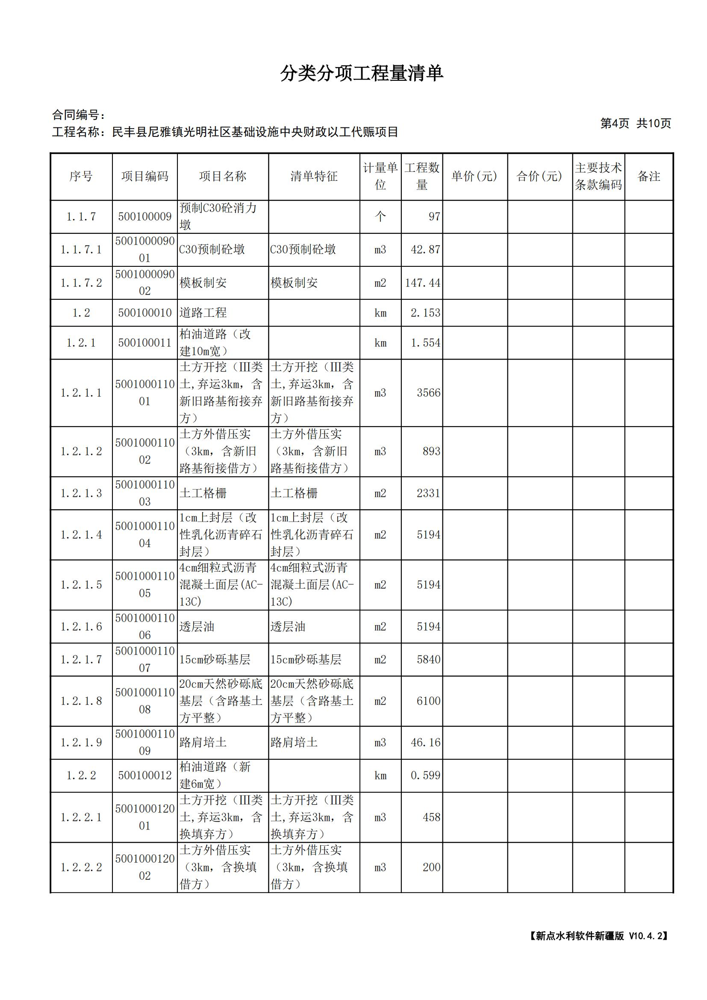 分类分项工程量清单
合同编号：
第4页 共10页
工程名称：民丰县尼雅镇光明社区基础设施中央财政以工代赈项目
序号 项目编码 项目名称 清单特征 计量单位 工程数量 单价(元) 合价(元) 主要技术条款编码 备注
1.1.7 500100009 预制C30砼消力墩 个 97
1.1.7.1 500100009001 C30预制砼墩 C30预制砼墩 m3 42.87
1.1.7.2 500100009002 模板制安 模板制安 m2 147.44
1.2 500100010 道路工程 km 2.153
1.2.1 500100011 柏油道路（改建10m宽） km 1.554
1.2.1.1 500100011001 土方开挖（Ⅲ类土,弃运3km，含新旧路基衔接弃方） 土方开挖（Ⅲ类土,弃运3km，含新旧路基衔接弃方） m3 3566
1.2.1.2 500100011002 土方外借压实（3km，含新旧路基衔接借方） 土方外借压实（3km，含新旧路基衔接借方） m3 893
1.2.1.3 500100011003 土工格栅 土工格栅 m2 2331
1.2.1.4 500100011004 1cm上封层（改性乳化沥青碎石封层） 1cm上封层（改性乳化沥青碎石封层） m2 5194
1.2.1.5 500100011005 4cm细粒式沥青混凝土面层(AC-13C) 4cm细粒式沥青混凝土面层(AC-13C) m2 5194
1.2.1.6 500100011006 透层油 透层油 m2 5194
1.2.1.7 500100011007 15cm砂砾基层 15cm砂砾基层 m2 5840
1.2.1.8 500100011008 20cm天然砂砾底基层（含路基土方平整） 20cm天然砂砾底基层（含路基土方平整） m2 6100
1.2.1.9 500100011009 路肩培土 路肩培土 m3 46.16
1.2.2 500100012 柏油道路（新建6m宽） km 0.599
1.2.2.1 500100012001 土方开挖（Ⅲ类土,弃运3km，含换填弃方） 土方开挖（Ⅲ类土,弃运3km，含换填弃方） m3 458
1.2.2.2 500100012002 土方外借压实（3km，含换填借方） 土方外借压实（3km，含换填借方） m3 200
【新点水利软件新疆版 V10.4.2】